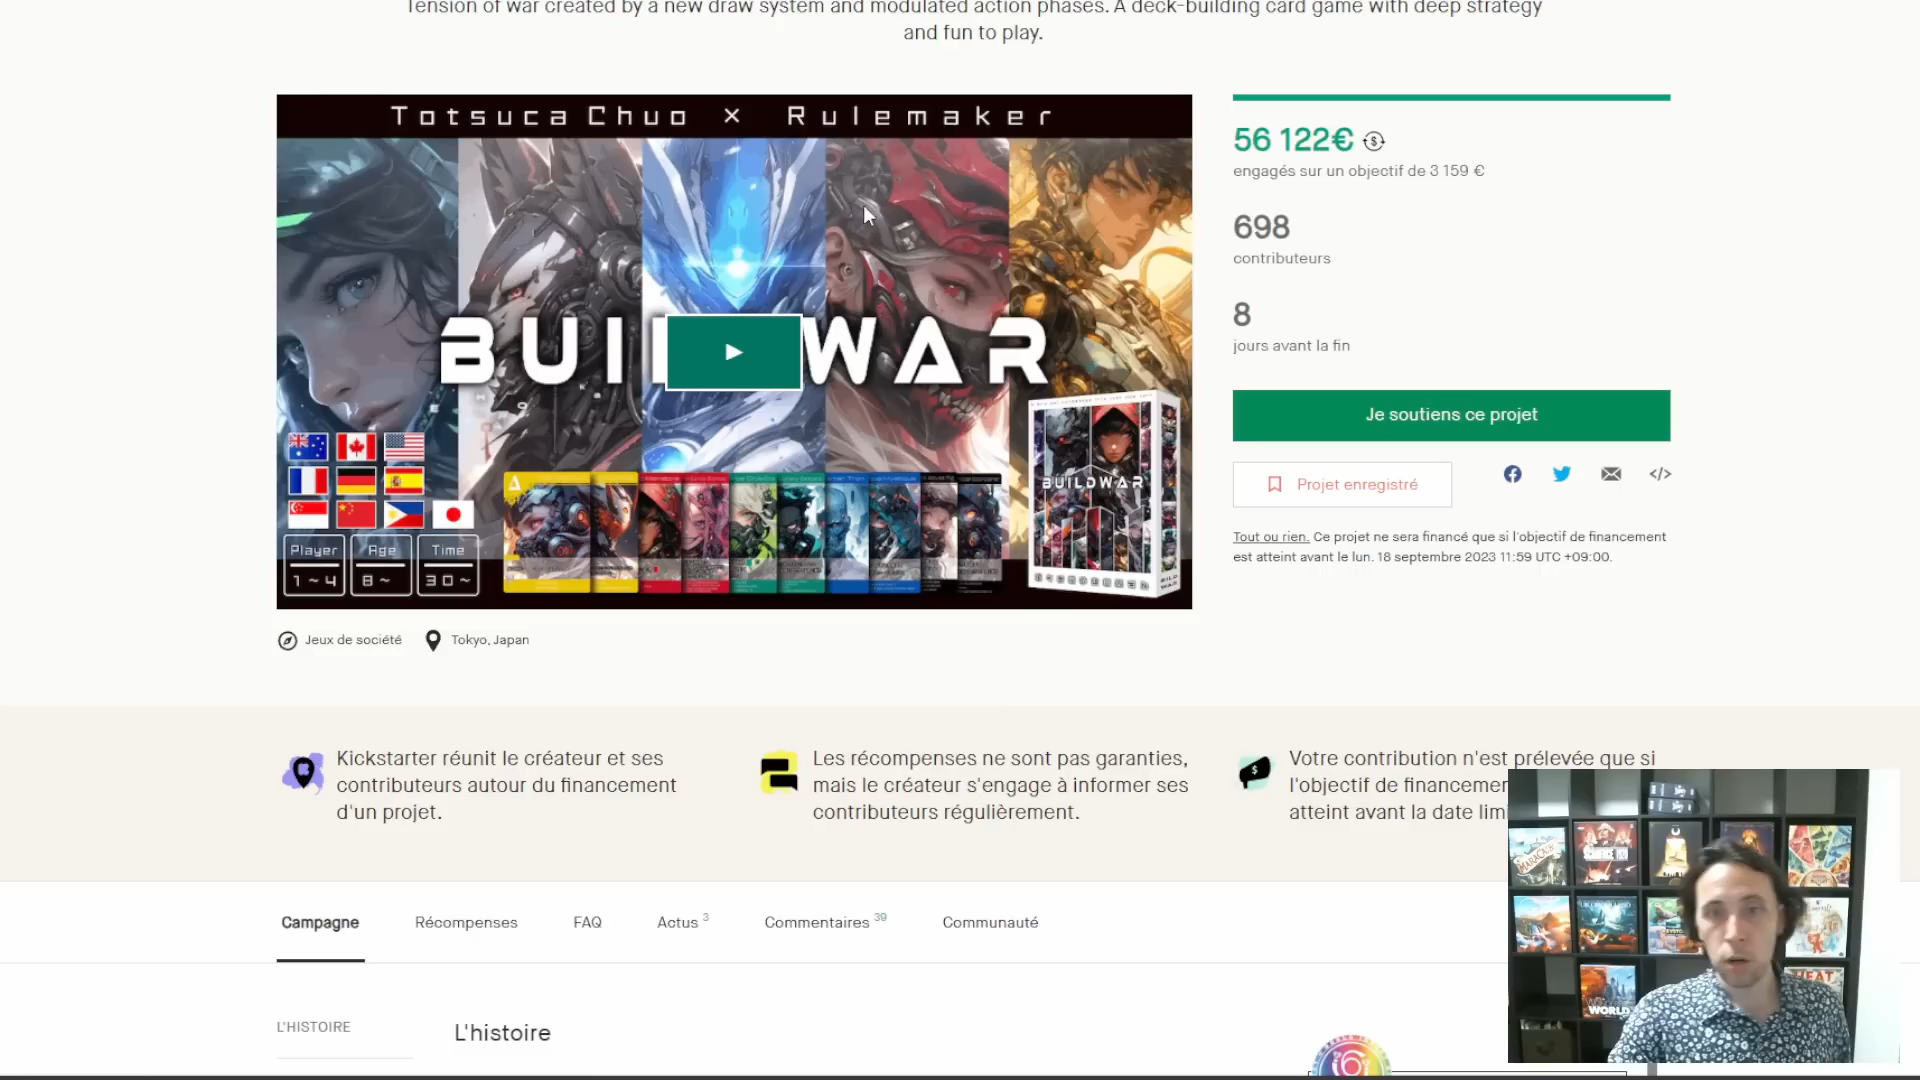 Tension of war created by a new draw system and modulated action phases. A deck-building card game with deep strategy
and fun to play.
Totsuca Chuo × Rulemaker
BUI WAR
Player
1~4
Age
8~
Time
30~
BUILDWAR
56 122€
engagés sur un objectif de 3 159 €
698
contributeurs
8
jours avant la fin
Je soutiens ce projet
Projet enregistré
Tout ou rien. Ce projet ne sera financé que si l'objectif de financement
est atteint avant le lun. 18 septembre 2023 11:59 UTC +09:00.
Jeux de société
Tokyo, Japan
Kickstarter réunit le créateur et ses
contributeurs autour du financement
d'un projet.
Les récompenses ne sont pas garanties,
mais le créateur s'engage à informer ses
contributeurs régulièrement.
Votre contribution n'est prélevée que si
l'objectif de financemen
atteint avant la date limi
Campagne
Récompenses
FAQ
Actus 3
Commentaires 39
Communauté
L'HISTOIRE
L'histoire
MARACAIBO
HEAT
WORLD